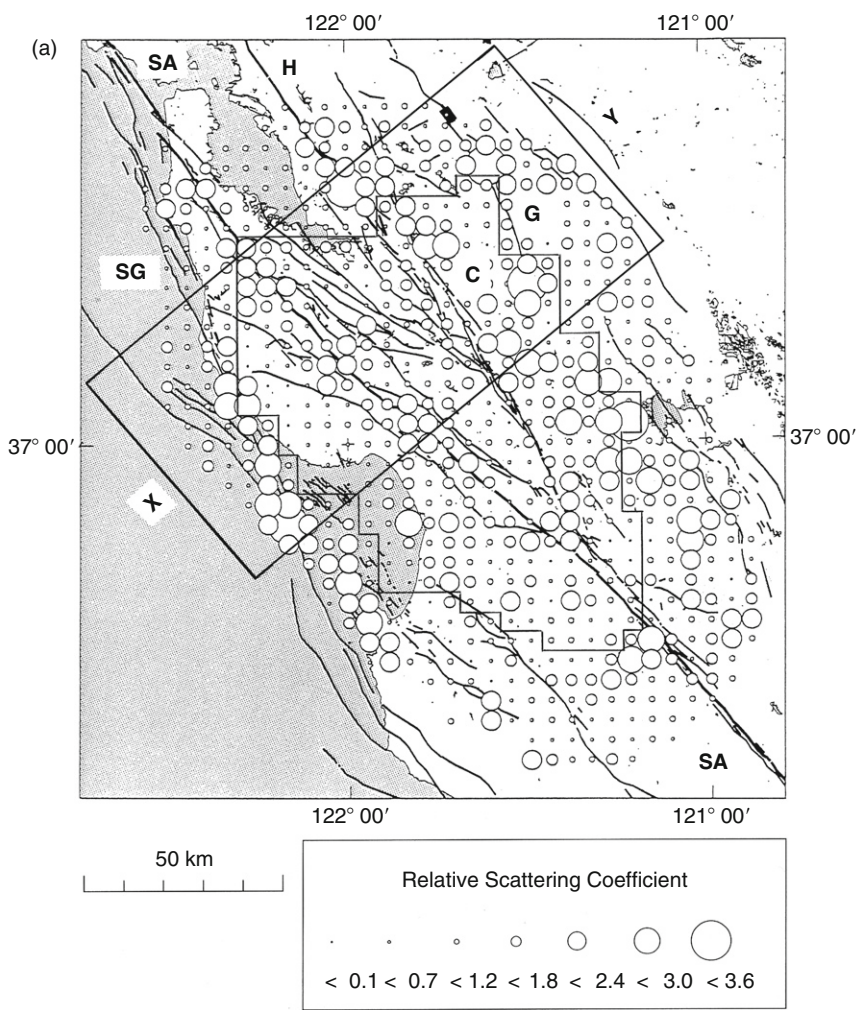 122° 00′ 121° 00′
(a)
SA
H
Y
G
SG
C
37° 00′ 37° 00′
X
SA
122° 00′ 121° 00′
50 km
Relative Scattering Coefficient
< 0.1 < 0.7 < 1.2 < 1.8 < 2.4 < 3.0 < 3.6